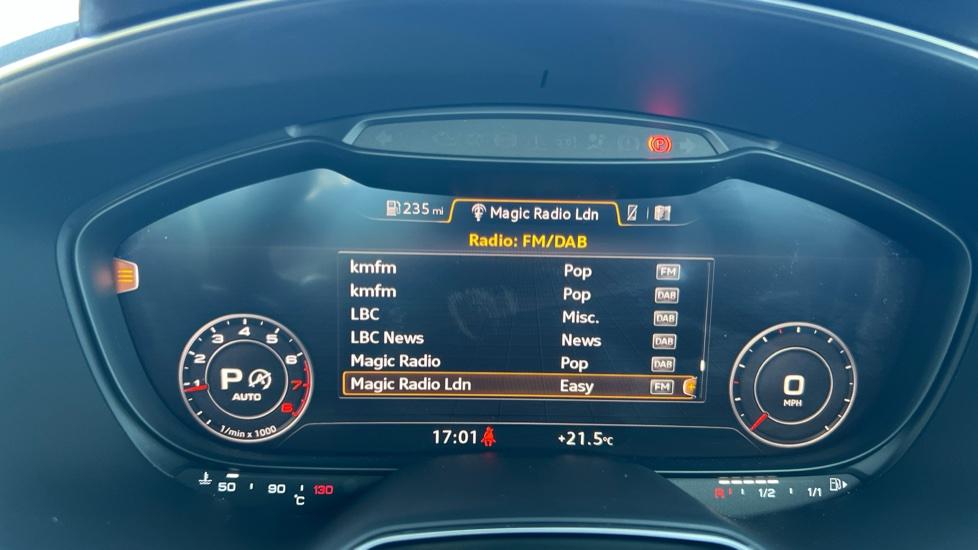 P
235 mi Magic Radio Ldn
Radio: FM/DAB
kmfm Pop FM
kmfm Pop DAB
LBC Misc. DAB
LBC News News DAB
Magic Radio Pop DAB
Magic Radio Ldn Easy FM
1 2 3 4 5 6 7 8
P A
AUTO
1/min x 1000
0
MPH
17:01 +21.5°C
50 90 130
°C
R 1/2 1/1